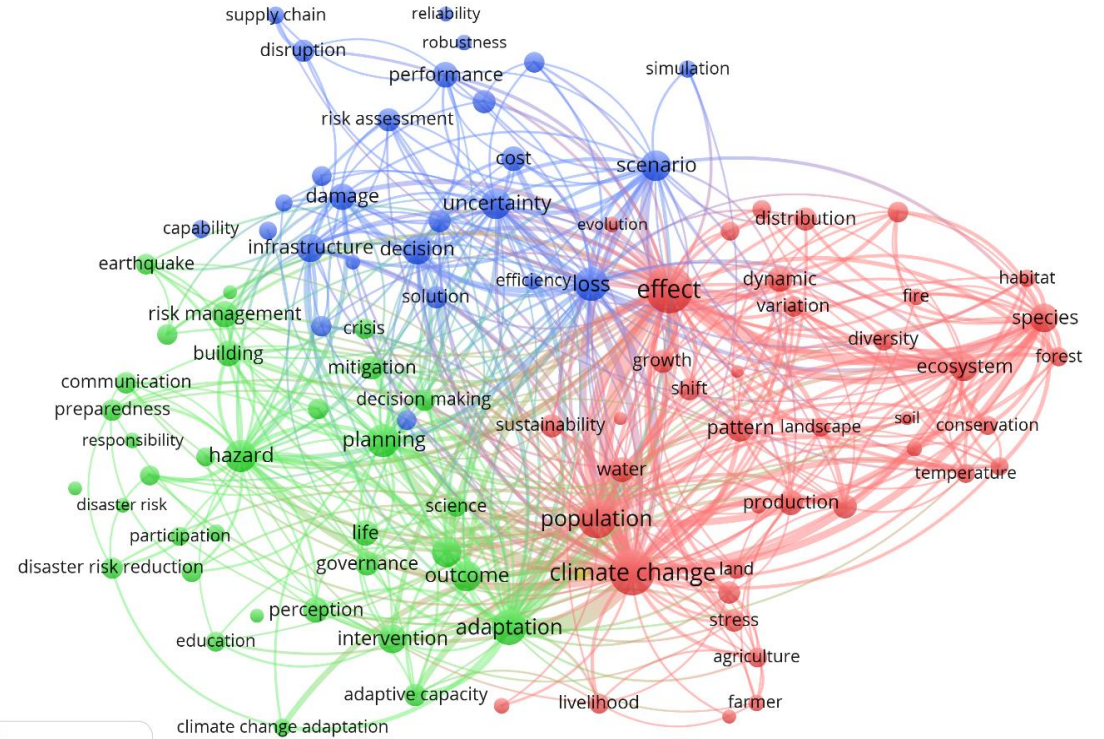 supply chain
reliability
disruption
robustness
performance
simulation
risk assessment
cost
scenario
damage
uncertainty
distribution
capability
evolution
infrastructure
decision
earthquake
efficiency
loss
effect
dynamic
habitat
solution
variation
fire
risk management
crisis
species
building
mitigation
growth
diversity
forest
ecosystem
communication
shift
preparedness
decision making
sustainability
pattern
landscape
soil
conservation
responsibility
planning
hazard
water
temperature
disaster risk
science
production
population
participation
life
disaster risk reduction
governance
outcome
climate change
land
perception
stress
education
intervention
adaptation
agriculture
adaptive capacity
livelihood
farmer
climate change adaptation